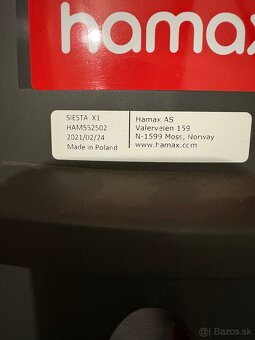 hamax
SIESTA X1
HAM552502
2021/02/24
Made in Poland
Hamax AS
Valerveien 159
N-1599 Moss, Norway
www.hamax.com
Bazos.sk